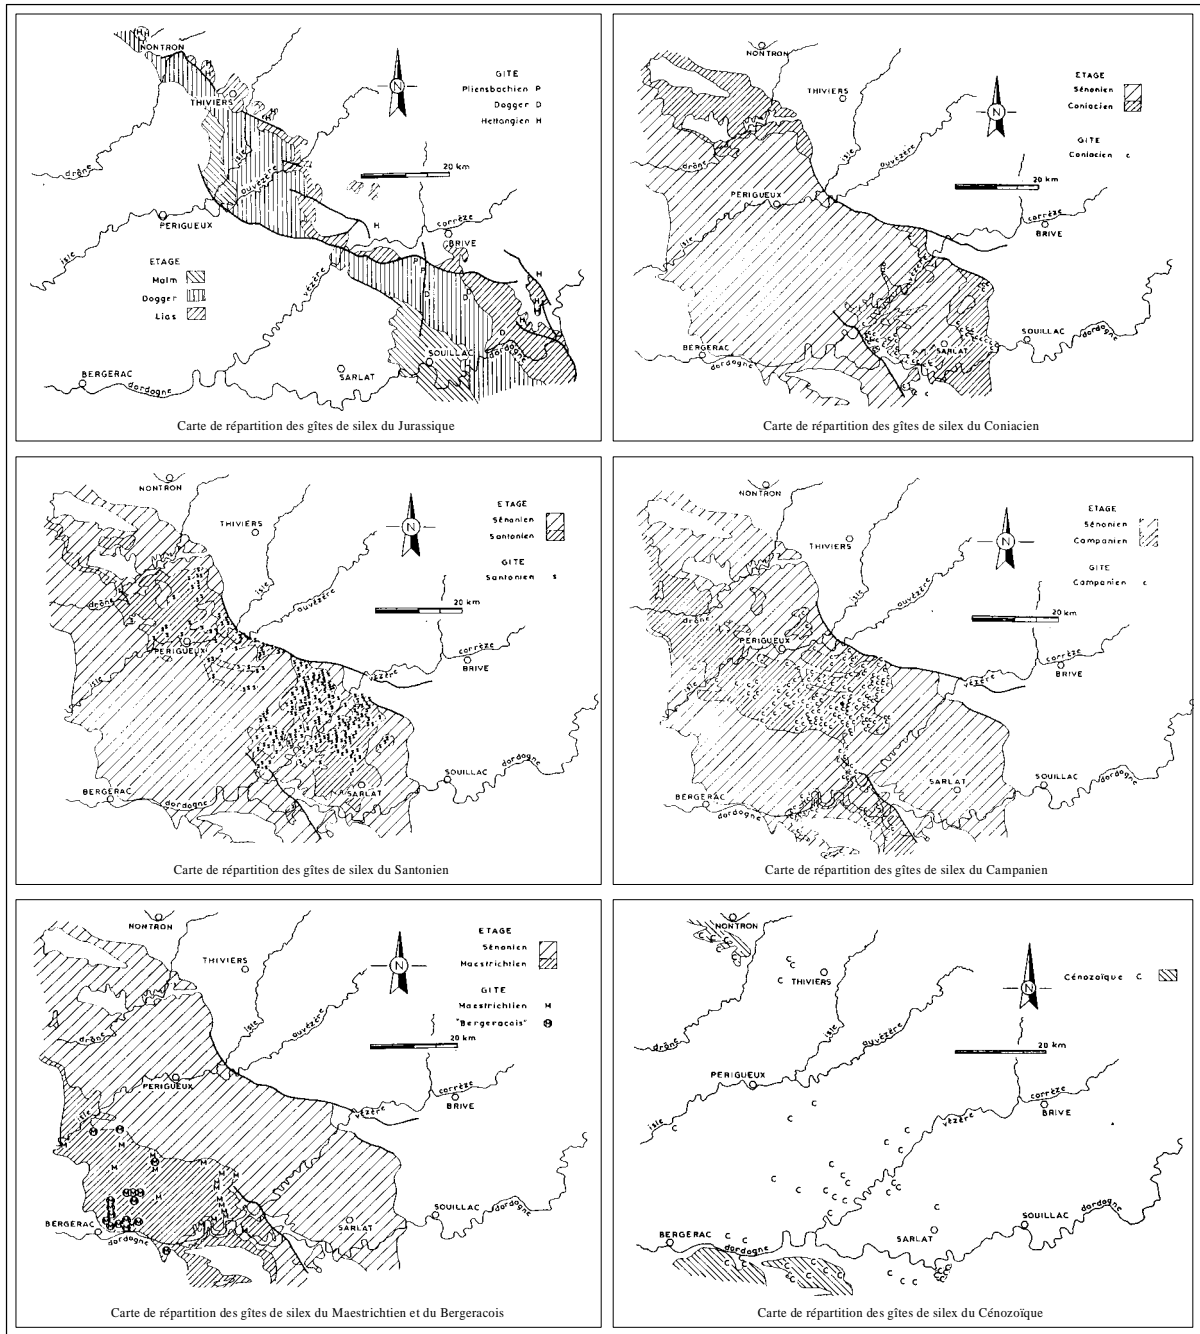 NONTRON
THIVIERS
GITE
Pliensbachien P
Dogger D
Hettangien H
20 km
drône
isle
auvézère
PERIGUEUX
corrèze
BRIVE
isle
vézère
ETAGE
Malm
Dogger
Lias
SOUILLAC
dordogne
SARLAT
BERGERAC
dordogne
Carte de répartition des gîtes de silex du Jurassique
NONTRON
THIVIERS
ETAGE
Sénonien
Coniacien
GITE
Coniacien c
20 km
drône
isle
auvézère
PERIGUEUX
corrèze
BRIVE
isle
vézère
SOUILLAC
dordogne
SARLAT
BERGERAC
dordogne
Carte de répartition des gîtes de silex du Coniacien
NONTRON
THIVIERS
ETAGE
Sénonien
Santonien
GITE
Santonien s
20 km
drône
isle
auvézère
PERIGUEUX
corrèze
BRIVE
isle
vézère
SOUILLAC
dordogne
SARLAT
BERGERAC
dordogne
Carte de répartition des gîtes de silex du Santonien
NONTRON
THIVIERS
ETAGE
Sénonien
Campanien
GITE
Campanien c
20 km
drône
isle
auvézère
PERIGUEUX
corrèze
BRIVE
isle
vézère
SOUILLAC
dordogne
SARLAT
BERGERAC
dordogne
Carte de répartition des gîtes de silex du Campanien
NONTRON
THIVIERS
ETAGE
Sénonien
Maestrichtien
GITE
Maestrichtien M
"Bergeracois" M
20 km
drône
isle
auvézère
PERIGUEUX
corrèze
BRIVE
isle
vézère
SOUILLAC
dordogne
SARLAT
BERGERAC
dordogne
Carte de répartition des gîtes de silex du Maestrichtien et du Bergeracois
NONTRON
THIVIERS
Cénozoïque C
20 km
drône
isle
auvézère
PERIGUEUX
corrèze
BRIVE
isle
vézère
SOUILLAC
dordogne
SARLAT
BERGERAC
dordogne
Carte de répartition des gîtes de silex du Cénozoïque